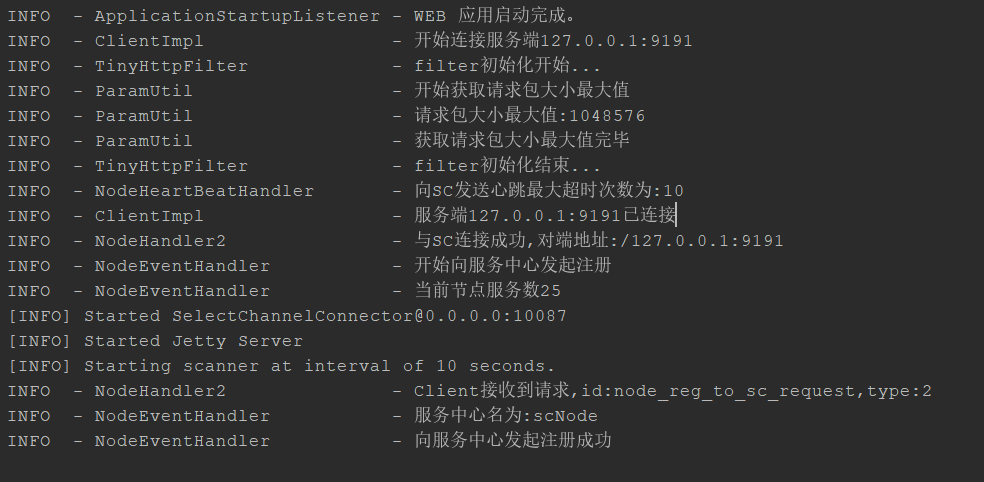 INFO  - ApplicationStartupListener - WEB 应用启动完成。
INFO  - ClientImpl                 - 开始连接服务端127.0.0.1:9191
INFO  - TinyHttpFilter             - filter初始化开始...
INFO  - ParamUtil                  - 开始获取请求包大小最大值
INFO  - ParamUtil                  - 请求包大小最大值:1048576
INFO  - ParamUtil                  - 获取请求包大小最大值完毕
INFO  - TinyHttpFilter             - filter初始化结束...
INFO  - NodeHeartBeatHandler       - 向SC发送心跳最大超时次数为:10
INFO  - ClientImpl                 - 服务端127.0.0.1:9191已连接
INFO  - NodeHandler2               - 与SC连接成功,对端地址:/127.0.0.1:9191
INFO  - NodeEventHandler           - 开始向服务中心发起注册
INFO  - NodeEventHandler           - 当前节点服务数25
[INFO] Started SelectChannelConnector@0.0.0.0:10087
[INFO] Started Jetty Server
[INFO] Starting scanner at interval of 10 seconds.
INFO  - NodeHandler2               - Client接收到请求,id:node_reg_to_sc_request,type:2
INFO  - NodeEventHandler           - 服务中心名为:scNode
INFO  - NodeEventHandler           - 向服务中心发起注册成功